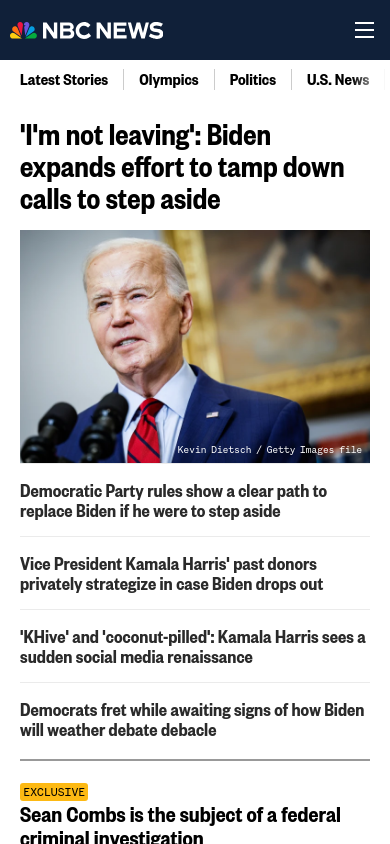 NBC NEWS
Latest Stories
Olympics
Politics
U.S. News
'I'm not leaving': Biden
expands effort to tamp down
calls to step aside
Kevin Dietsch / Getty Images file
Democratic Party rules show a clear path to
replace Biden if he were to step aside
Vice President Kamala Harris' past donors
privately strategize in case Biden drops out
'KHive' and 'coconut-pilled': Kamala Harris sees a
sudden social media renaissance
Democrats fret while awaiting signs of how Biden
will weather debate debacle
EXCLUSIVE
Sean Combs is the subject of a federal
criminal investigation